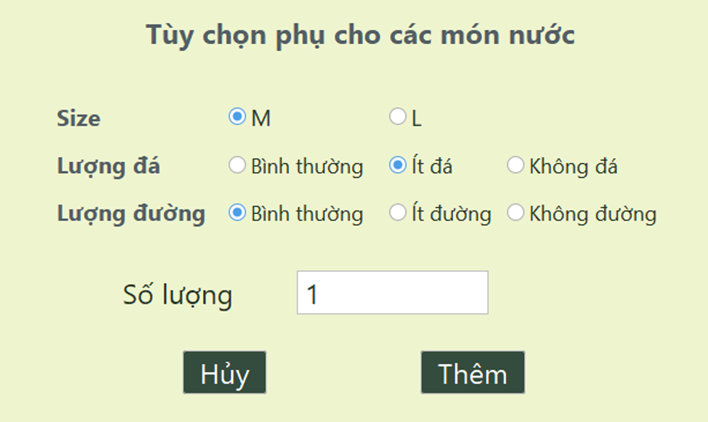 Tùy chọn phụ cho các món nước
Size M L
Lượng đá Bình thường Ít đá Không đá
Lượng đường Bình thường Ít đường Không đường
Số lượng 1
Hủy Thêm